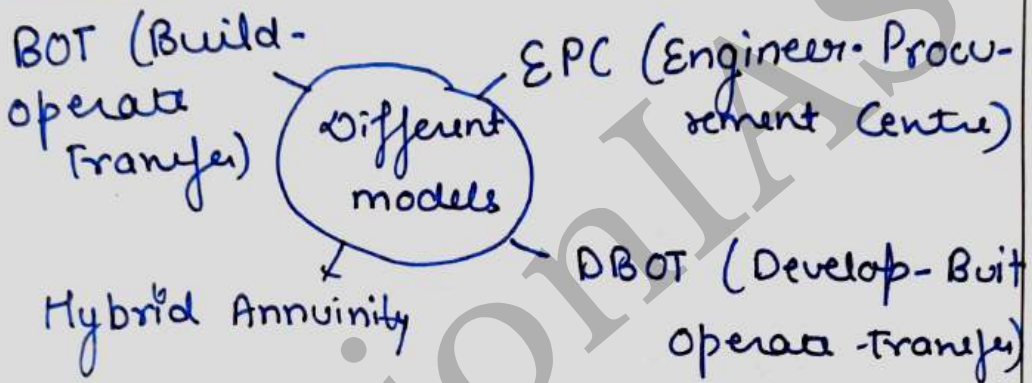 BOT (Build-
operate
Transfer)
Different
models
EPC (Engineer. Procu-
rement Centre)
Hybrid Annuinity
DBOT (Develop- Buit
operate -Transfer)